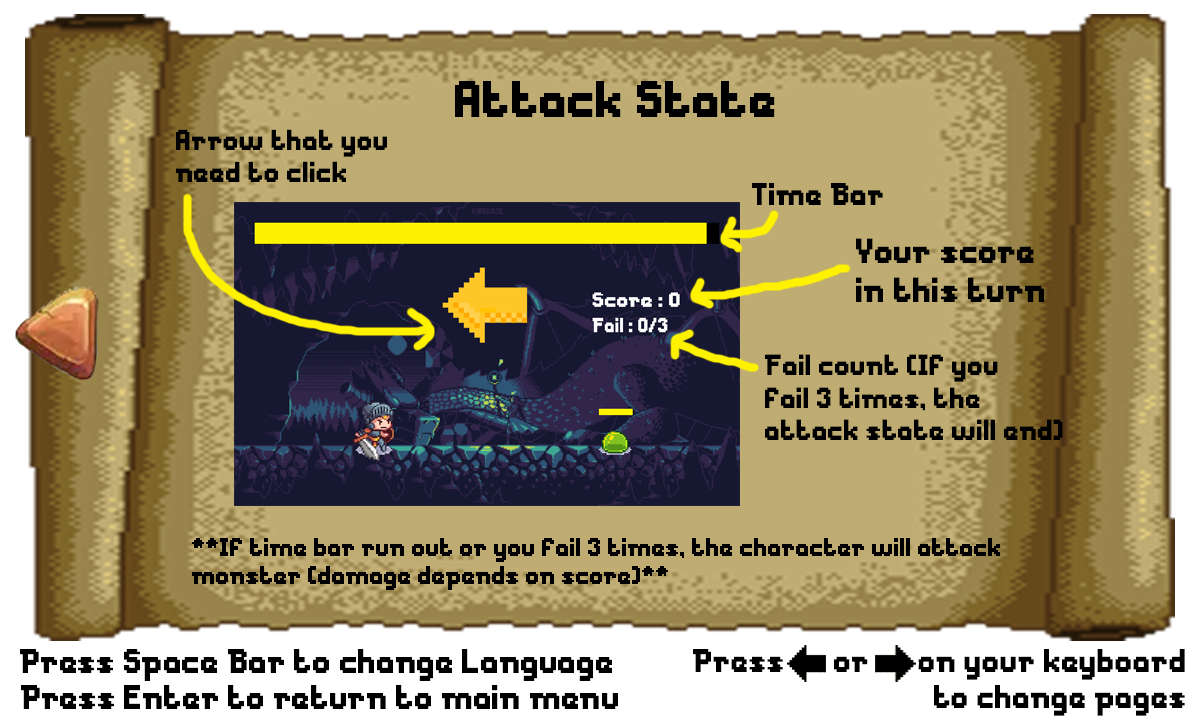 Attack State
Arrow that you
need to click
Time Bar
Your score
in this turn
Score : 0
Fail : 0/3
Fail count (If you
fail 3 times, the
attack state will end)
**If time bar run out or you fail 3 times, the character will attack
monster (damage depends on score)**
Press Space Bar to change Language
Press Enter to return to main menu
Press or on your keyboard
to change pages